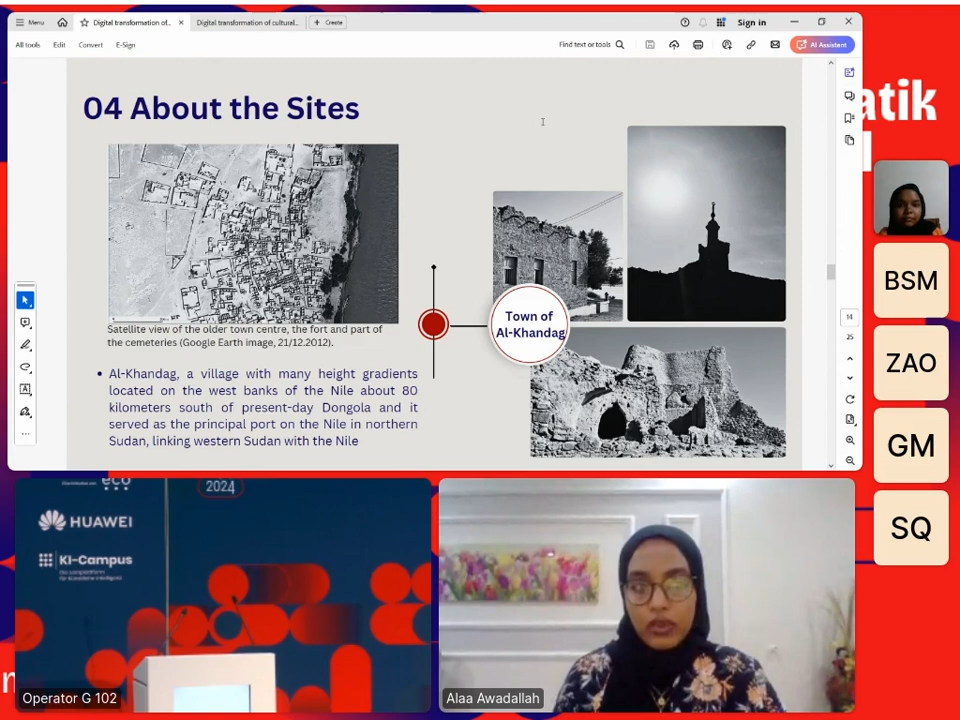 Menu
Digital transformation of..
Digital transformation of cultural..
Create
Sign in
All tools
Edit
Convert
E-Sign
Find text or tools
AI Assistant
04 About the Sites
Satellite view of the older town centre, the fort and part of
the cemeteries (Google Earth image, 21/12.2012).
Town of
Al-Khandag
• Al-Khandag, a village with many height gradients
located on the west banks of the Nile about 80
kilometers south of present-day Dongola and it
served as the principal port on the Nile in northern
Sudan, linking western Sudan with the Nile
14
25
atik
BSM
ZAO
GM
SQ
eco
2024
HUAWEI
KI-Campus
Operator G 102
Alaa Awadallah